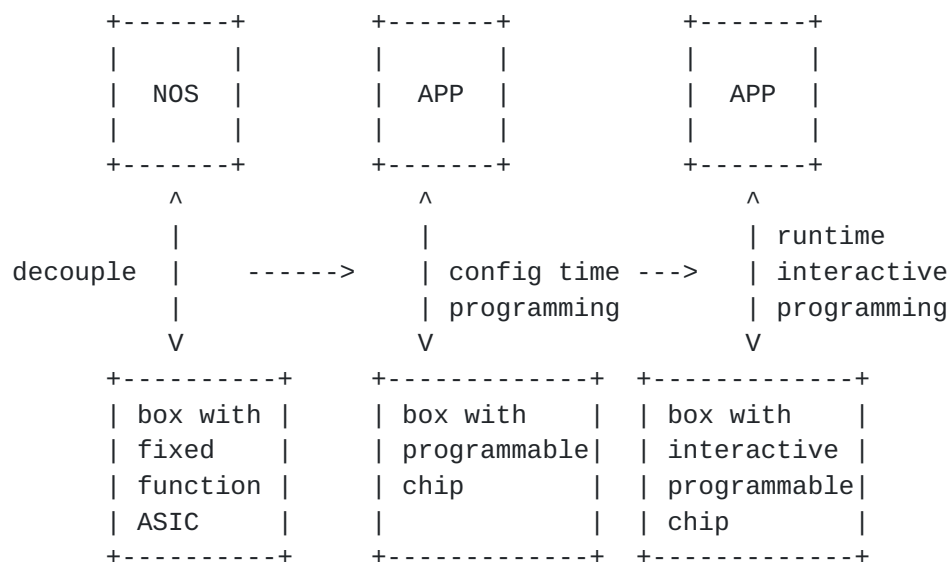 NOS APP APP
runtime
decouple ------> config time ---> interactive
programming programming
box with box with box with
fixed programmable interactive
function chip programmable
ASIC chip